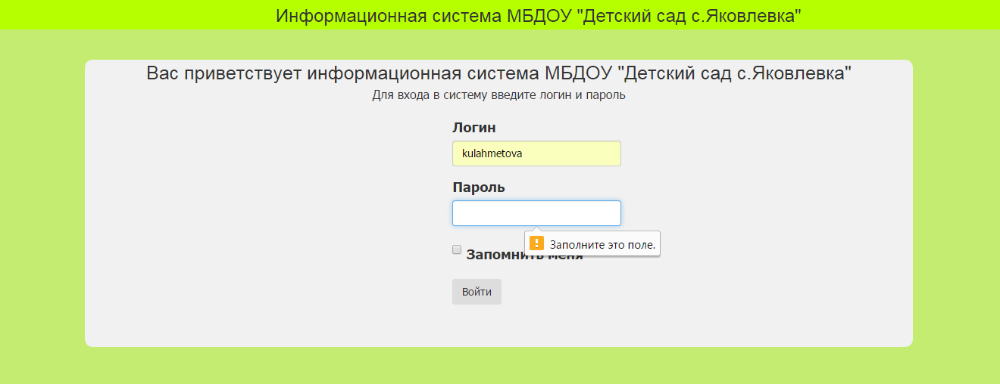 Информационная система МБДОУ "Детский сад с.Яковлевка"
Вас приветствует информационная система МБДОУ "Детский сад с.Яковлевка"
Для входа в систему введите логин и пароль
Логин
kulahmetova
Пароль
Заполните это поле.
Запомнить меня
Войти